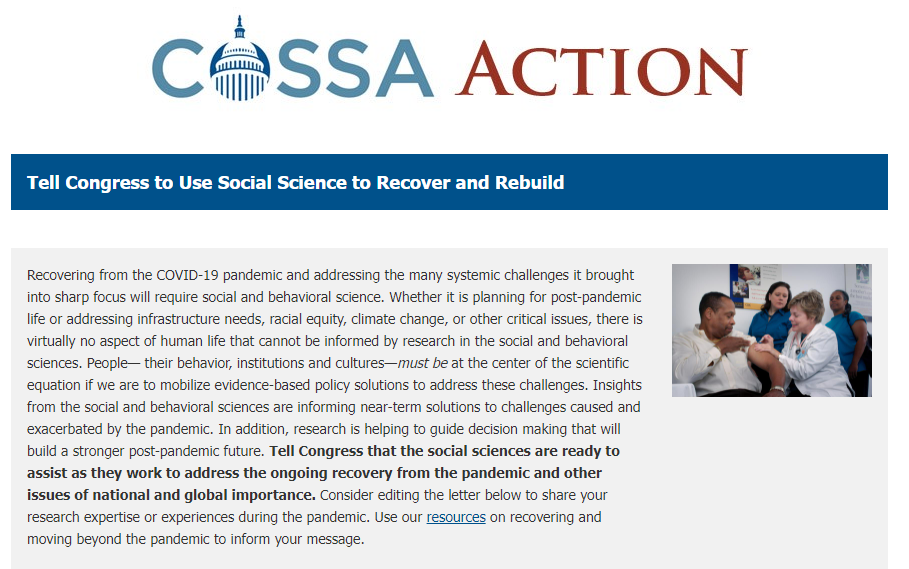 COSSA ACTION
Tell Congress to Use Social Science to Recover and Rebuild
Recovering from the COVID-19 pandemic and addressing the many systemic challenges it brought
into sharp focus will require social and behavioral science. Whether it is planning for post-pandemic
life or addressing infrastructure needs, racial equity, climate change, or other critical issues, there is
virtually no aspect of human life that cannot be informed by research in the social and behavioral
sciences. People— their behavior, institutions and cultures—must be at the center of the scientific
equation if we are to mobilize evidence-based policy solutions to address these challenges. Insights
from the social and behavioral sciences are informing near-term solutions to challenges caused and
exacerbated by the pandemic. In addition, research is helping to guide decision making that will
build a stronger post-pandemic future. Tell Congress that the social sciences are ready to
assist as they work to address the ongoing recovery from the pandemic and other
issues of national and global importance. Consider editing the letter below to share your
research expertise or experiences during the pandemic. Use our resources on recovering and
moving beyond the pandemic to inform your message.